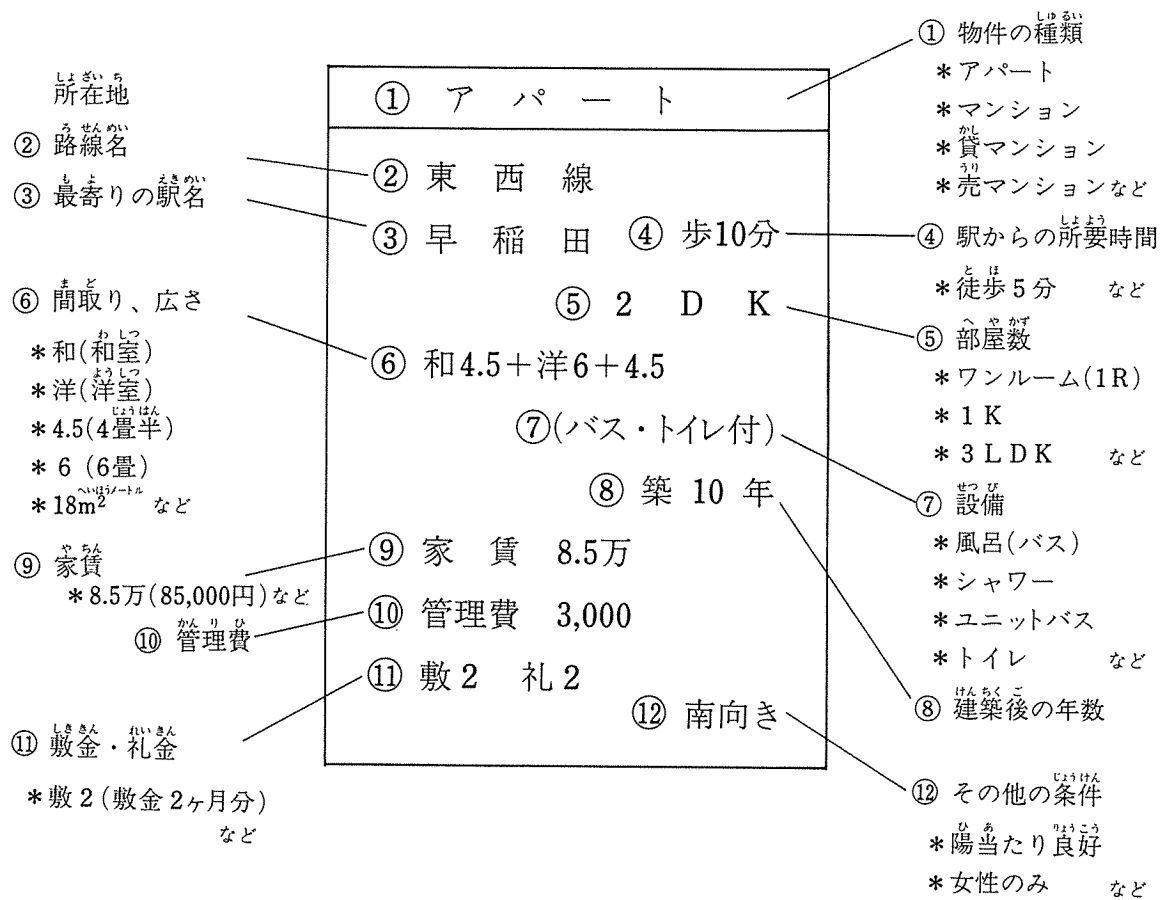 所在地
② 路線名
③ 最寄りの駅名
⑥ 間取り、広さ
*和(和室)
*洋(洋室)
*4.5(4畳半)
*6(6畳)
*18m² など
⑨ 家賃
*8.5万(85,000円)など
⑩ 管理費
⑪ 敷金・礼金
*敷2(敷金2ヶ月分)
など
① アパート
② 東西線
③ 早稲田 ④ 歩10分
⑤ 2DK
⑥ 和4.5+洋6+4.5
⑦(バス・トイレ付)
⑧ 築10年
⑨ 家賃 8.5万
⑩ 管理費 3,000
⑪ 敷2 礼2
⑫ 南向き
① 物件の種類
*アパート
*マンション
*貸マンション
*売マンションなど
④ 駅からの所要時間
*徒歩5分 など
⑤ 部屋数
*ワンルーム(1R)
*1K
*3LDK など
⑦ 設備
*風呂(バス)
*シャワー
*ユニットバス
*トイレ など
⑧ 建築後の年数
⑫ その他の条件
*陽当たり良好
*女性のみ など